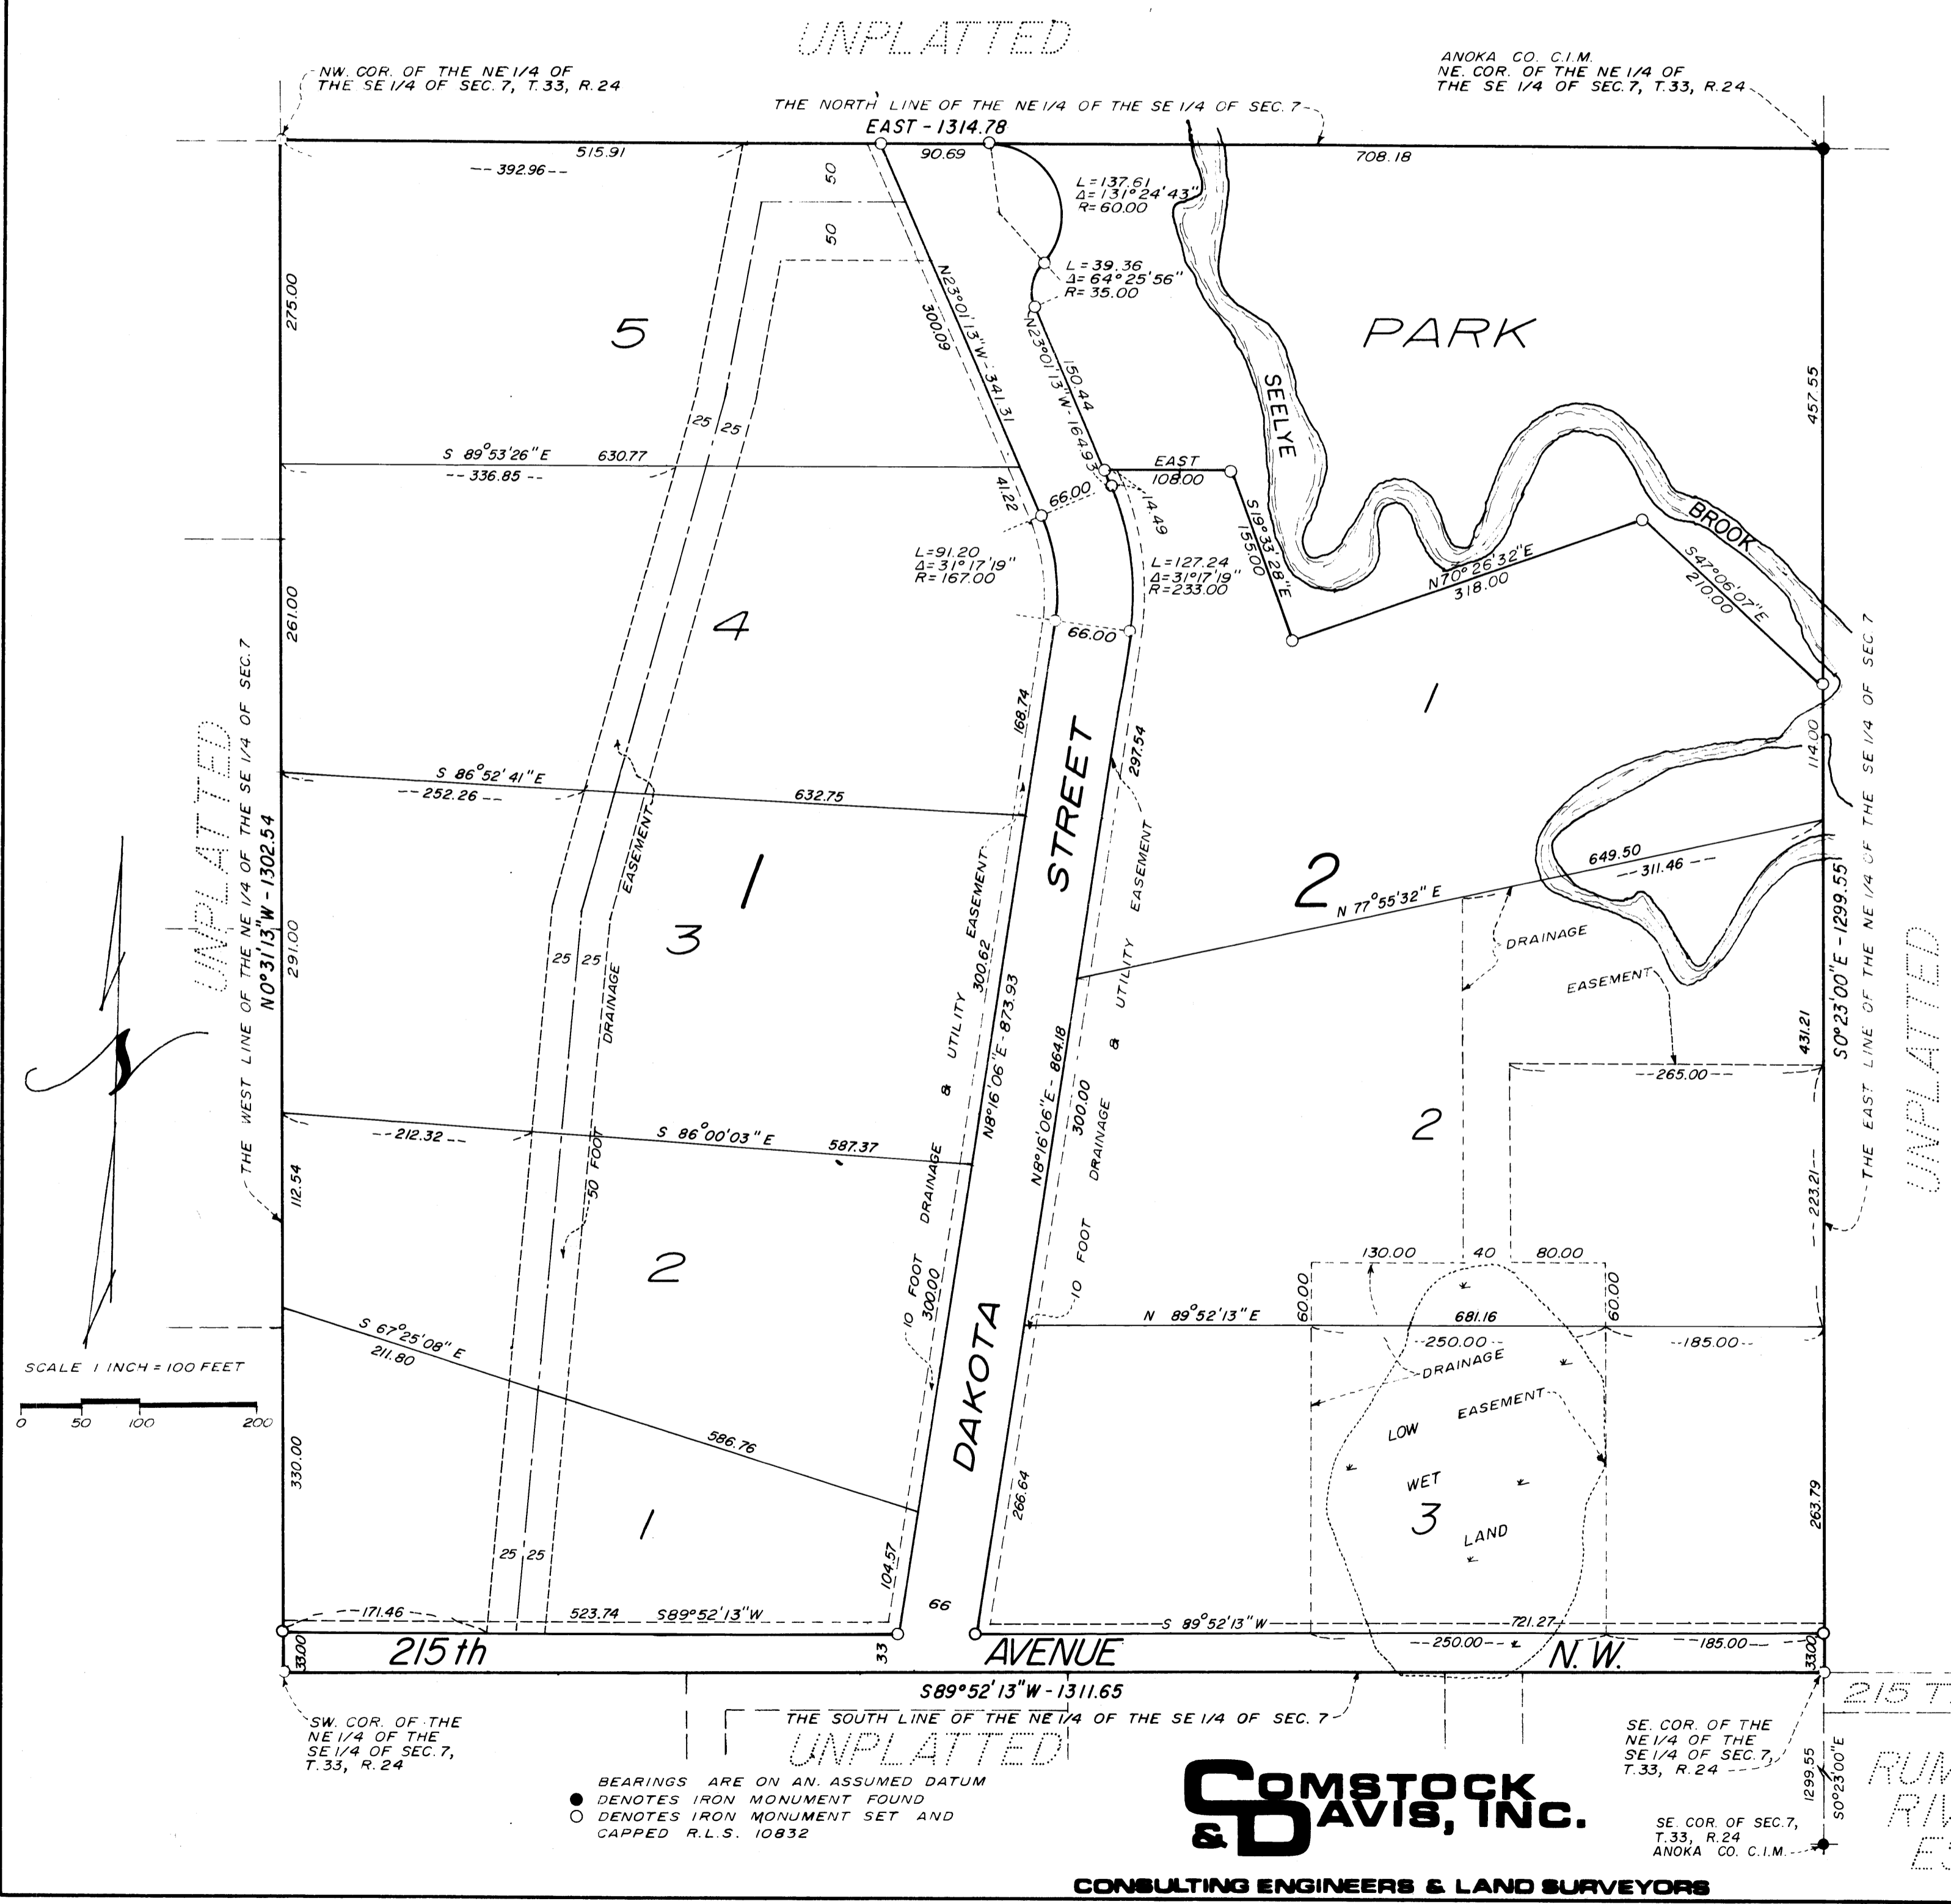 UNPLATTED
NW. COR. OF THE NE 1/4 OF
THE SE 1/4 OF SEC. 7, T.33, R.24
ANOKA CO. C.I.M.
NE. COR. OF THE NE 1/4 OF
THE SE 1/4 OF SEC. 7, T.33, R.24
THE NORTH LINE OF THE NE 1/4 OF THE SE 1/4 OF SEC. 7
EAST - 1314.78
515.91
90.69
708.18
--392.96--
50
50
L=137.61
Δ=131°24'43"
R=60.00
L=39.36
Δ=64°25'56"
R=35.00
275.00
5
PARK
N23°01'13"W-341.31
300.09
N23°01'13"W-164.93
150.44
SEELYE
457.55
25 25
S 89°53'26"E 630.77
--336.85--
41.22
66.00
EAST
108.00
14.49
S19°33'28"E
155.00
N70°26'32"E
318.00
BROOK
S47°06'07"E
210.00
L=91.20
Δ=31°17'19"
R=167.00
L=127.24
Δ=31°17'19"
R=233.00
261.00
4
66.00
1
168.74
297.54
114.00
S 86°52'41"E
--252.26--
632.75
UNPLATTED
THE WEST LINE OF THE NE 1/4 OF THE SE 1/4 OF SEC. 7
N0°31'13"W-1302.54
EASEMENT
1
STREET
2
649.50
--311.46--
N 77°55'32"E
291.00
3
25 25
DRAINAGE
50 FOOT
10 FOOT DRAINAGE & UTILITY EASEMENT
300.62
N8°16'06"E-873.93
N8°16'06"E-864.18
300.00
10 FOOT DRAINAGE & UTILITY EASEMENT
DRAINAGE
EASEMENT
431.21
S0°23'00"E-1299.55
THE EAST LINE OF THE NE 1/4 OF THE SE 1/4 OF SEC 7
UNPLATTED
--265.00--
2
--212.32--
S 86°00'03"E
587.37
112.54
2
300.00
--223.21--
130.00 40 80.00
60.00
60.00
N 89°52'13"E
681.16
--250.00--
--185.00--
DRAINAGE
EASEMENT
S 67°25'08"E
211.80
586.76
SCALE 1 INCH = 100 FEET
0 50 100 200
DAKOTA
LOW
WET
3
LAND
330.00
1
266.64
263.79
25 25
104.57
--171.46--
523.74 S89°52'13"W
66
S 89°52'13"W
721.27
--250.00--
--185.00--
33.00
33
33.00
215th AVENUE N.W.
S89°52'13"W-1311.65
THE SOUTH LINE OF THE NE 1/4 OF THE SE 1/4 OF SEC. 7
UNPLATTED
SW. COR. OF THE
NE 1/4 OF THE
SE 1/4 OF SEC. 7,
T.33, R.24
SE. COR. OF THE
NE 1/4 OF THE
SE 1/4 OF SEC. 7,
T.33, R.24
1299.55
S0°23'00"E
BEARINGS ARE ON AN. ASSUMED DATUM
DENOTES IRON MONUMENT FOUND
DENOTES IRON MONUMENT SET AND
CAPPED R.L.S. 10832
COMSTOCK
& DAVIS, INC.
SE. COR. OF SEC. 7,
T.33, R.24
ANOKA CO. C.I.M.
CONSULTING ENGINEERS & LAND SURVEYORS
215 T
RUM
RIV
ES